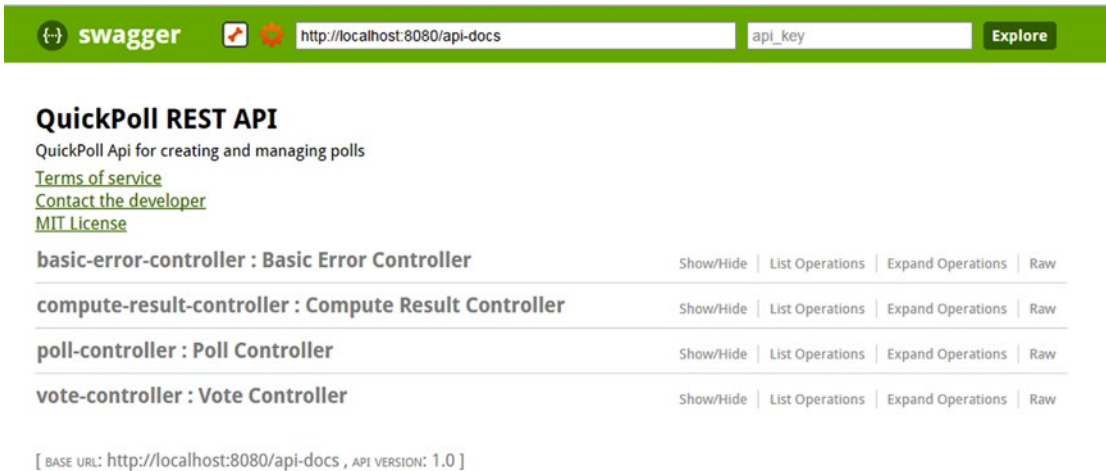 {···} swagger http://localhost:8080/api-docs api_key Explore
QuickPoll REST API
QuickPoll Api for creating and managing polls
Terms of service
Contact the developer
MIT License
basic-error-controller : Basic Error Controller Show/Hide | List Operations | Expand Operations | Raw
compute-result-controller : Compute Result Controller Show/Hide | List Operations | Expand Operations | Raw
poll-controller : Poll Controller Show/Hide | List Operations | Expand Operations | Raw
vote-controller : Vote Controller Show/Hide | List Operations | Expand Operations | Raw
[ BASE URL: http://localhost:8080/api-docs , API VERSION: 1.0 ]